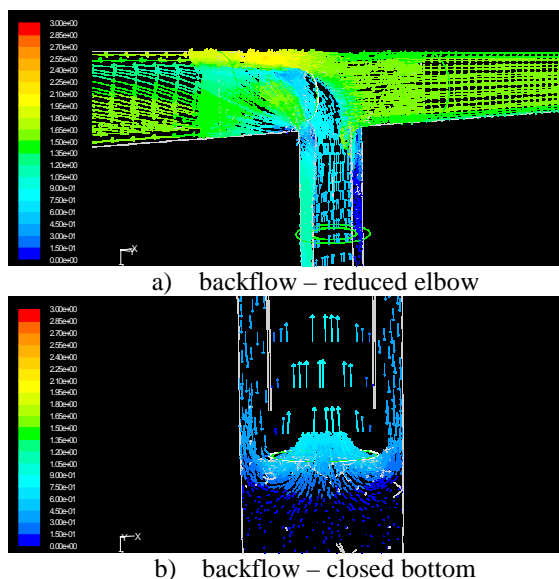 3.00e+00
2.85e+00
2.70e+00
2.55e+00
2.40e+00
2.25e+00
2.10e+00
1.95e+00
1.80e+00
1.65e+00
1.50e+00
1.35e+00
1.20e+00
1.05e+00
9.00e-01
7.50e-01
6.00e-01
4.50e-01
3.00e-01
1.50e-01
0.00e+00
X
a) backflow – reduced elbow
3.00e+00
2.85e+00
2.70e+00
2.55e+00
2.40e+00
2.25e+00
2.10e+00
1.95e+00
1.80e+00
1.65e+00
1.50e+00
1.35e+00
1.20e+00
1.05e+00
9.00e-01
7.50e-01
6.00e-01
4.50e-01
3.00e-01
1.50e-01
0.00e+00
X
b) backflow – closed bottom